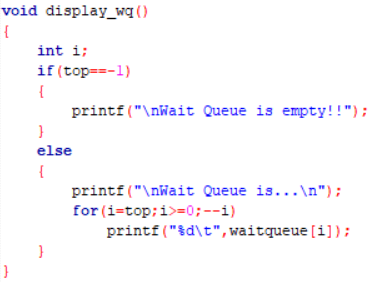 void display_wq()
{
    int i;
    if(top==-1)
    {
        printf("\nWait Queue is empty!!");
    }
    else
    {
        printf("\nWait Queue is...\n");
        for(i=top;i>=0;--i)
            printf("%d\t",waitqueue[i]);
    }
}